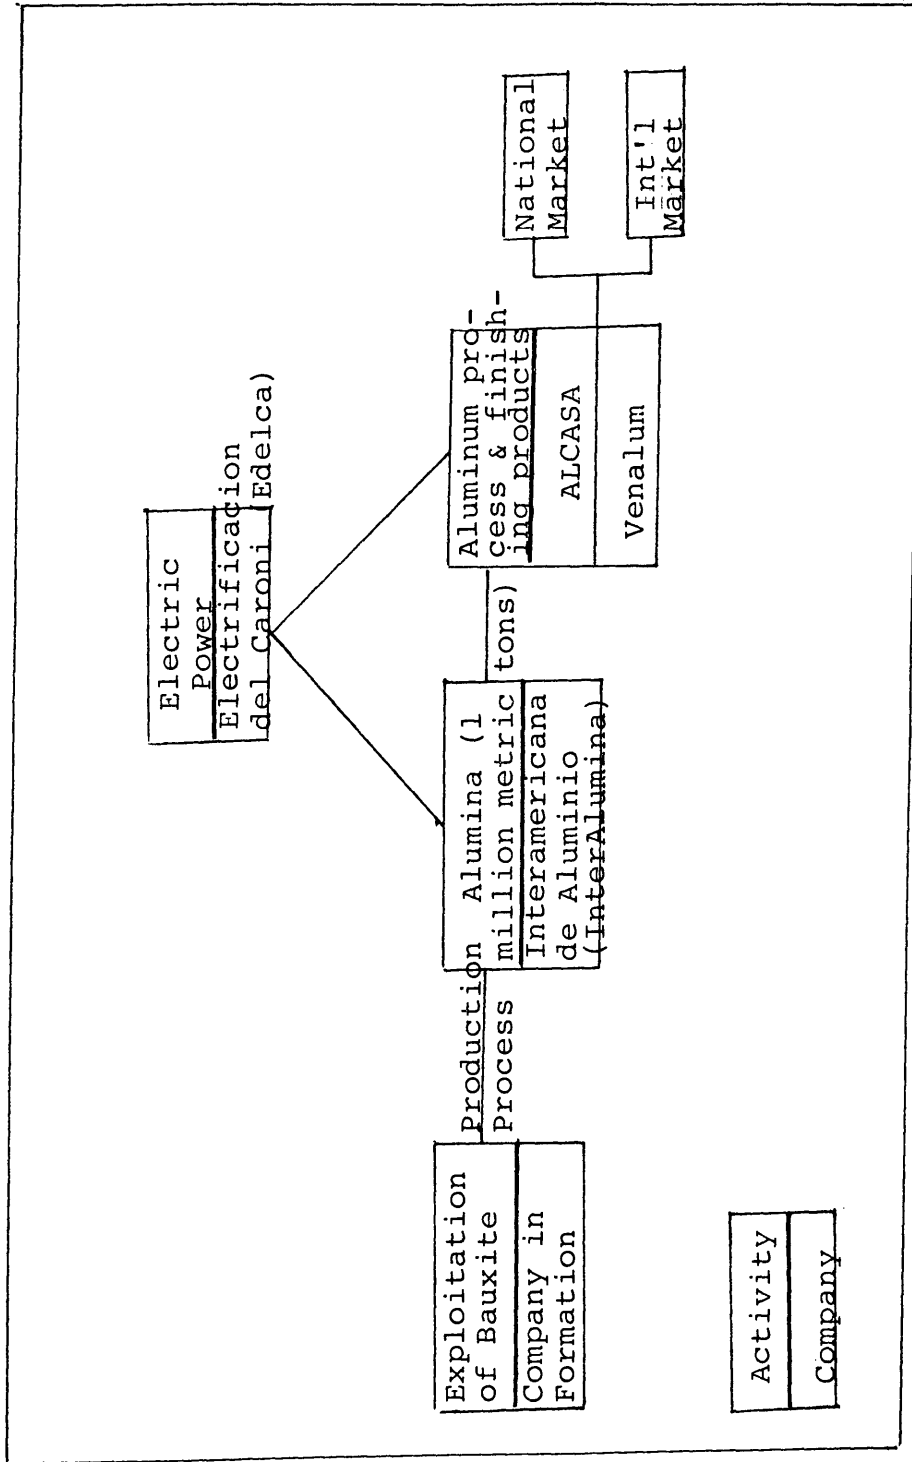 Electric
Power
Electrificacion
del Caroni (Edelca)
Exploitation
of Bauxite
Company in
Formation
Production
Process
Alumina (1
million metric tons)
Interamericana
de Aluminio
(InterAlumina)
Aluminum pro-
cess & finish-
ing products
ALCASA
Venalum
National
Market
Int'l
Market
Activity
Company